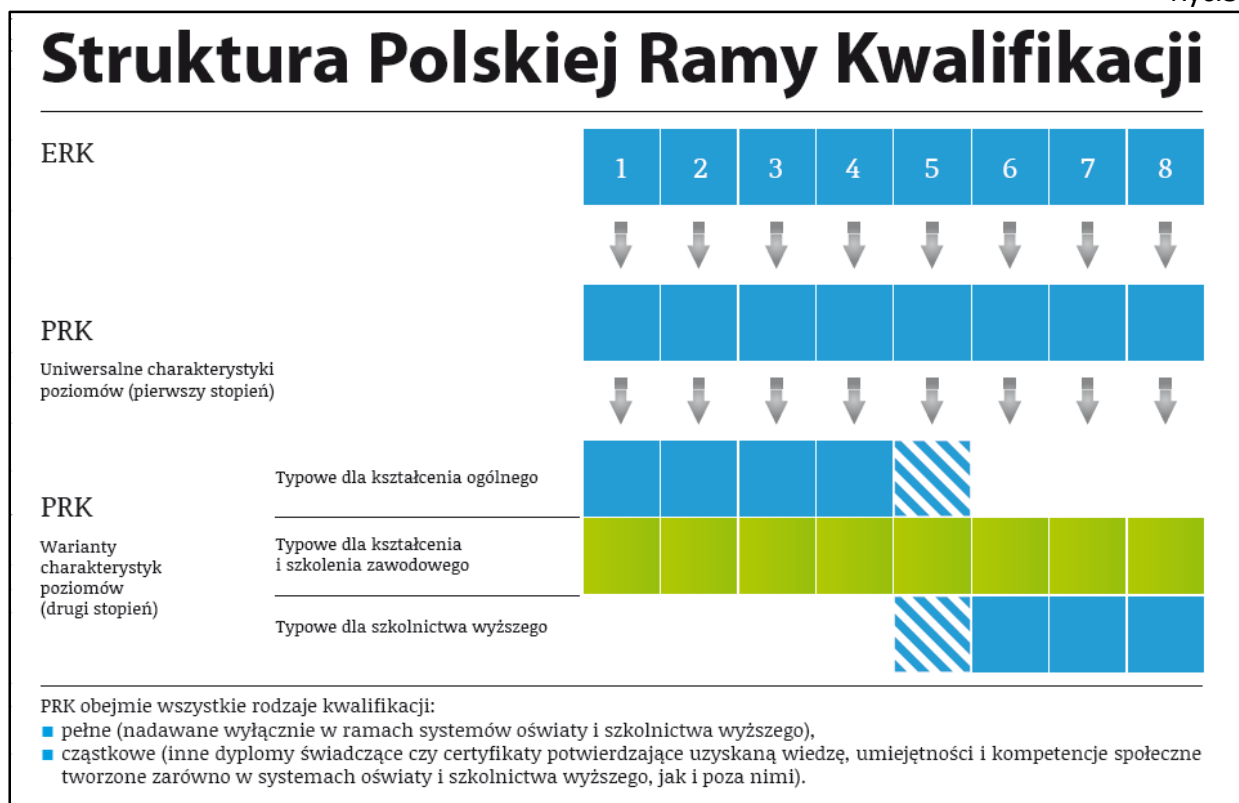 Struktura Polskiej Ramy Kwalifikacji
ERK
1 2 3 4 5 6 7 8
PRK
Uniwersalne charakterystyki
poziomów (pierwszy stopień)
PRK
Warianty
charakterystyk
poziomów
(drugi stopień)
Typowe dla kształcenia ogólnego
Typowe dla kształcenia
i szkolenia zawodowego
Typowe dla szkolnictwa wyższego
PRK obejmie wszystkie rodzaje kwalifikacji:
pełne (nadawane wyłącznie w ramach systemów oświaty i szkolnictwa wyższego),
cząstkowe (inne dyplomy świadczące czy certyfikaty potwierdzające uzyskaną wiedzę, umiejętności i kompetencje społeczne
tworzone zarówno w systemach oświaty i szkolnictwa wyższego, jak i poza nimi).